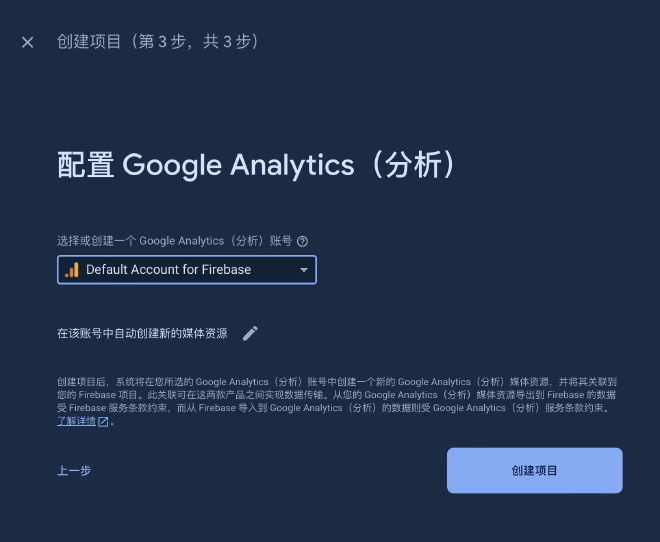 创建项目（第 3 步，共 3 步）
配置 Google Analytics（分析）
选择或创建一个 Google Analytics（分析）账号
Default Account for Firebase
在该账号中自动创建新的媒体资源
创建项目后，系统将在您所选的 Google Analytics（分析）账号中创建一个新的 Google Analytics（分析）媒体资源，并将其关联到
您的 Firebase 项目。此关联可在这两款产品之间实现数据传输。从您的 Google Analytics（分析）媒体资源导出到 Firebase 的数据
受 Firebase 服务条款约束，而从 Firebase 导入到 Google Analytics（分析）的数据则受 Google Analytics（分析）服务条款约束。
了解详情。
上一步
创建项目